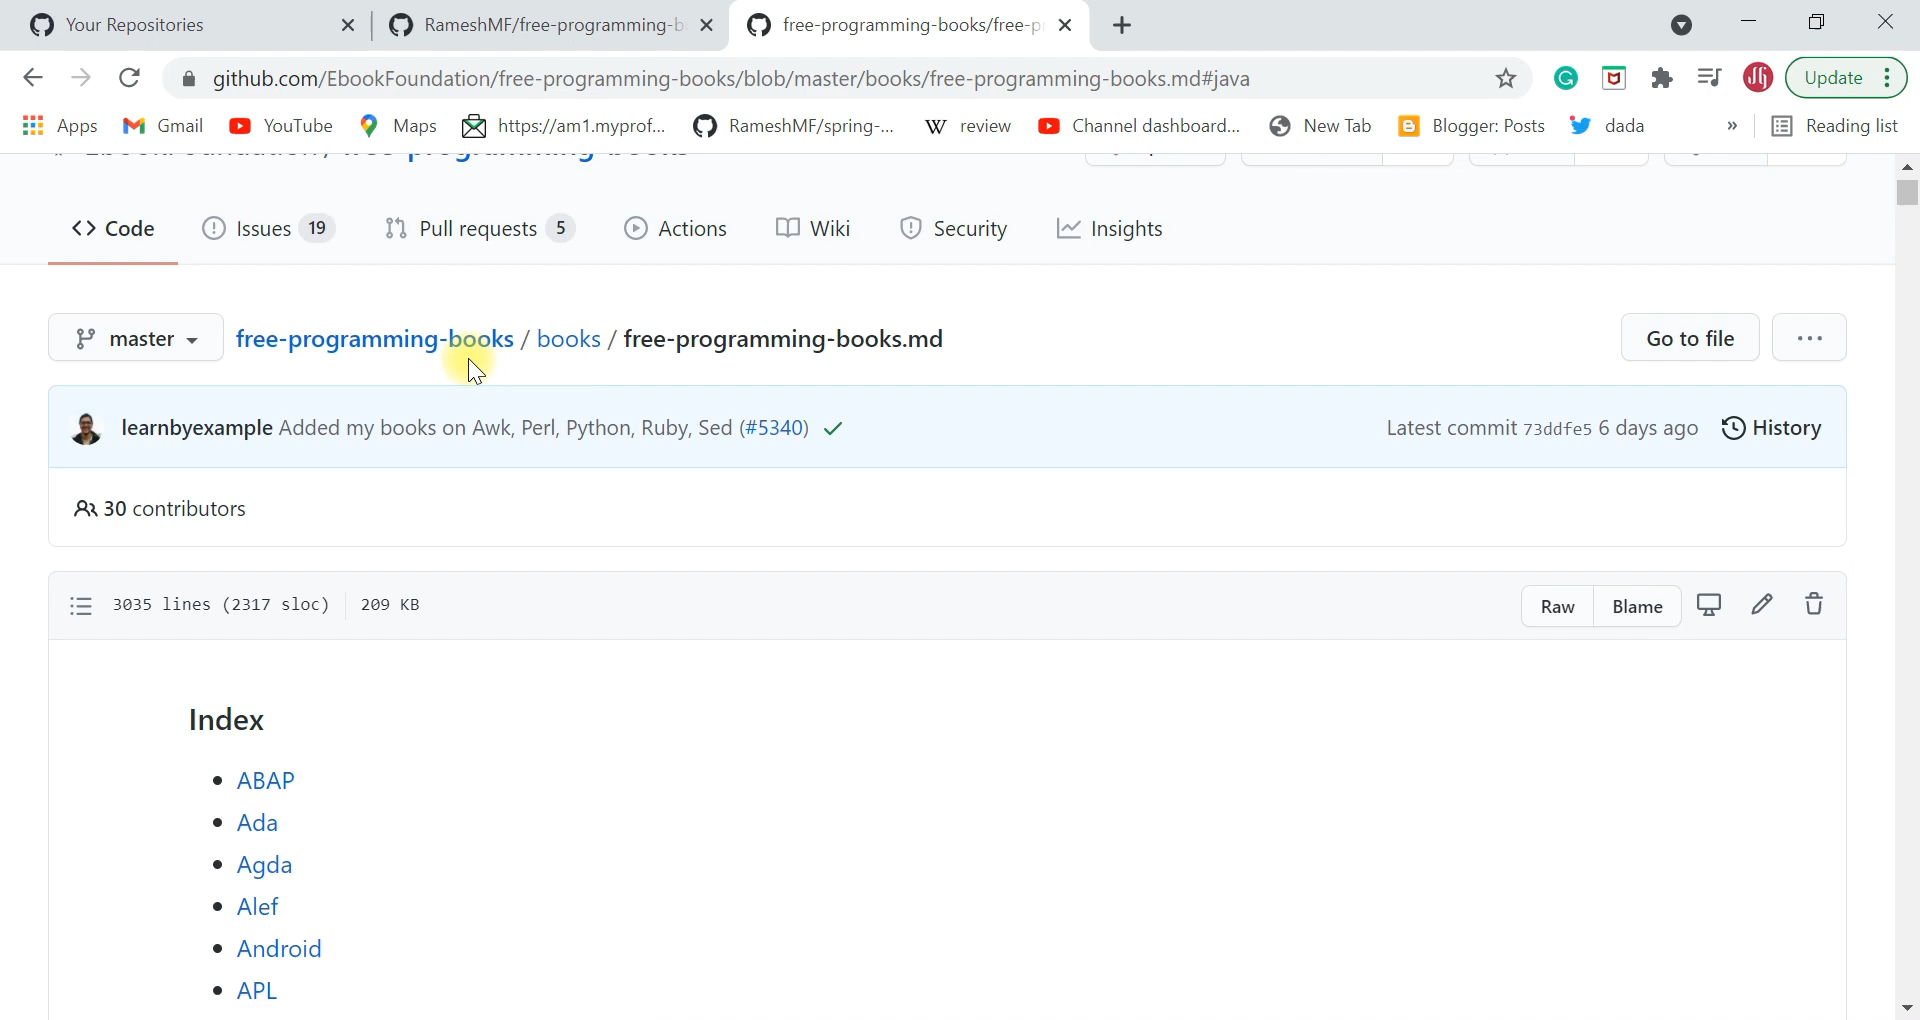 Your Repositories
RameshMF/free-programming-b
free-programming-books/free-p
github.com/EbookFoundation/free-programming-books/blob/master/books/free-programming-books.md#java
Update
Apps
Gmail
YouTube
Maps
https://am1.myprof...
RameshMF/spring-...
review
Channel dashboard...
New Tab
Blogger: Posts
dada
»
Reading list
Code
Issues 19
Pull requests 5
Actions
Wiki
Security
Insights
master
free-programming-books / books / free-programming-books.md
Go to file
learnbyexample Added my books on Awk, Perl, Python, Ruby, Sed (#5340)
Latest commit 73ddfe5 6 days ago
History
30 contributors
3035 lines (2317 sloc)
209 KB
Raw
Blame
Index
ABAP
Ada
Agda
Alef
Android
APL